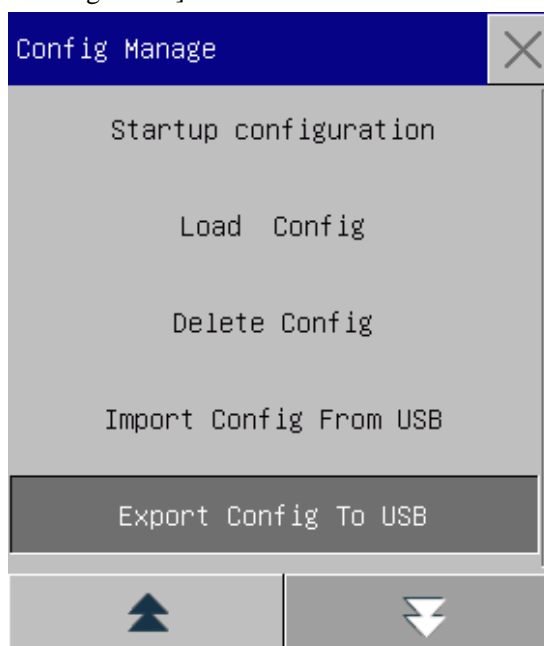 Config Manage
Startup configuration
Load  Config
Delete Config
Import Config From USB
Export Config To USB